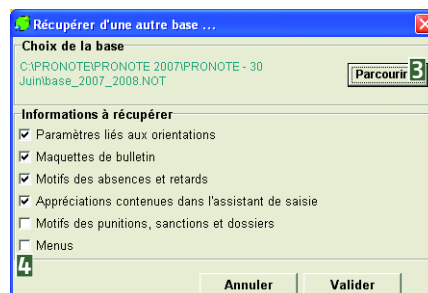 Récupérer d'une autre base ...
Choix de la base
C:\PRONOTE\PRONOTE 2007\PRONOTE - 30
Juin\base_2007_2008.NOT
Parcourir
3
Informations à récupérer
Paramètres liés aux orientations
Maquettes de bulletin
Motifs des absences et retards
Appréciations contenues dans l'assistant de saisie
Motifs des punitions, sanctions et dossiers
Menus
4
Annuler
Valider